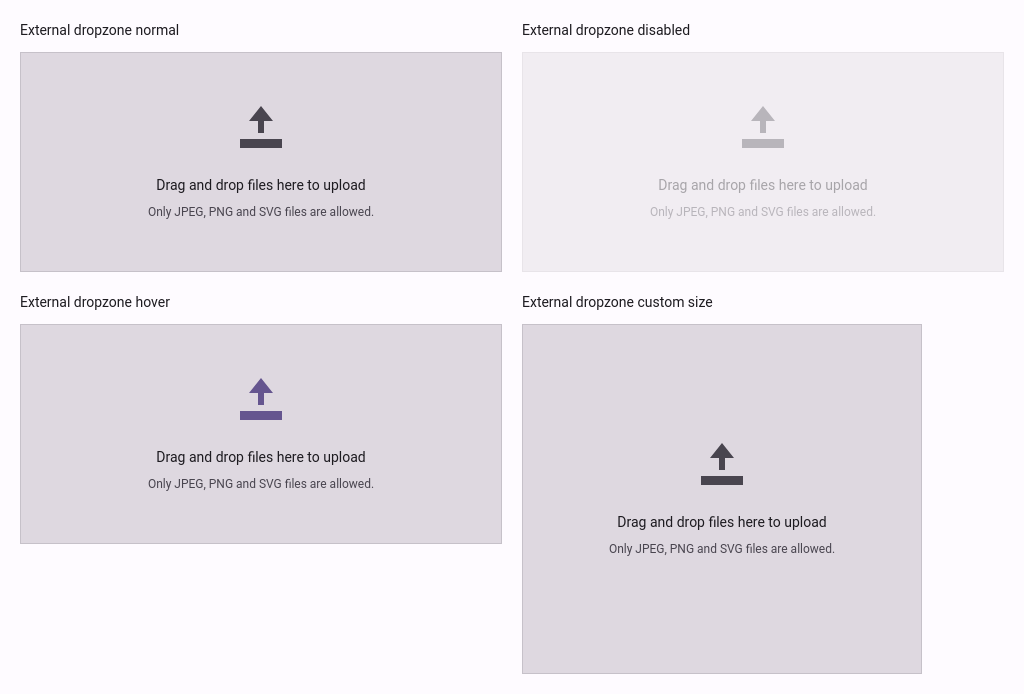 External dropzone normal
Drag and drop files here to upload
Only JPEG, PNG and SVG files are allowed.
External dropzone disabled
Drag and drop files here to upload
Only JPEG, PNG and SVG files are allowed.
External dropzone hover
Drag and drop files here to upload
Only JPEG, PNG and SVG files are allowed.
External dropzone custom size
Drag and drop files here to upload
Only JPEG, PNG and SVG files are allowed.